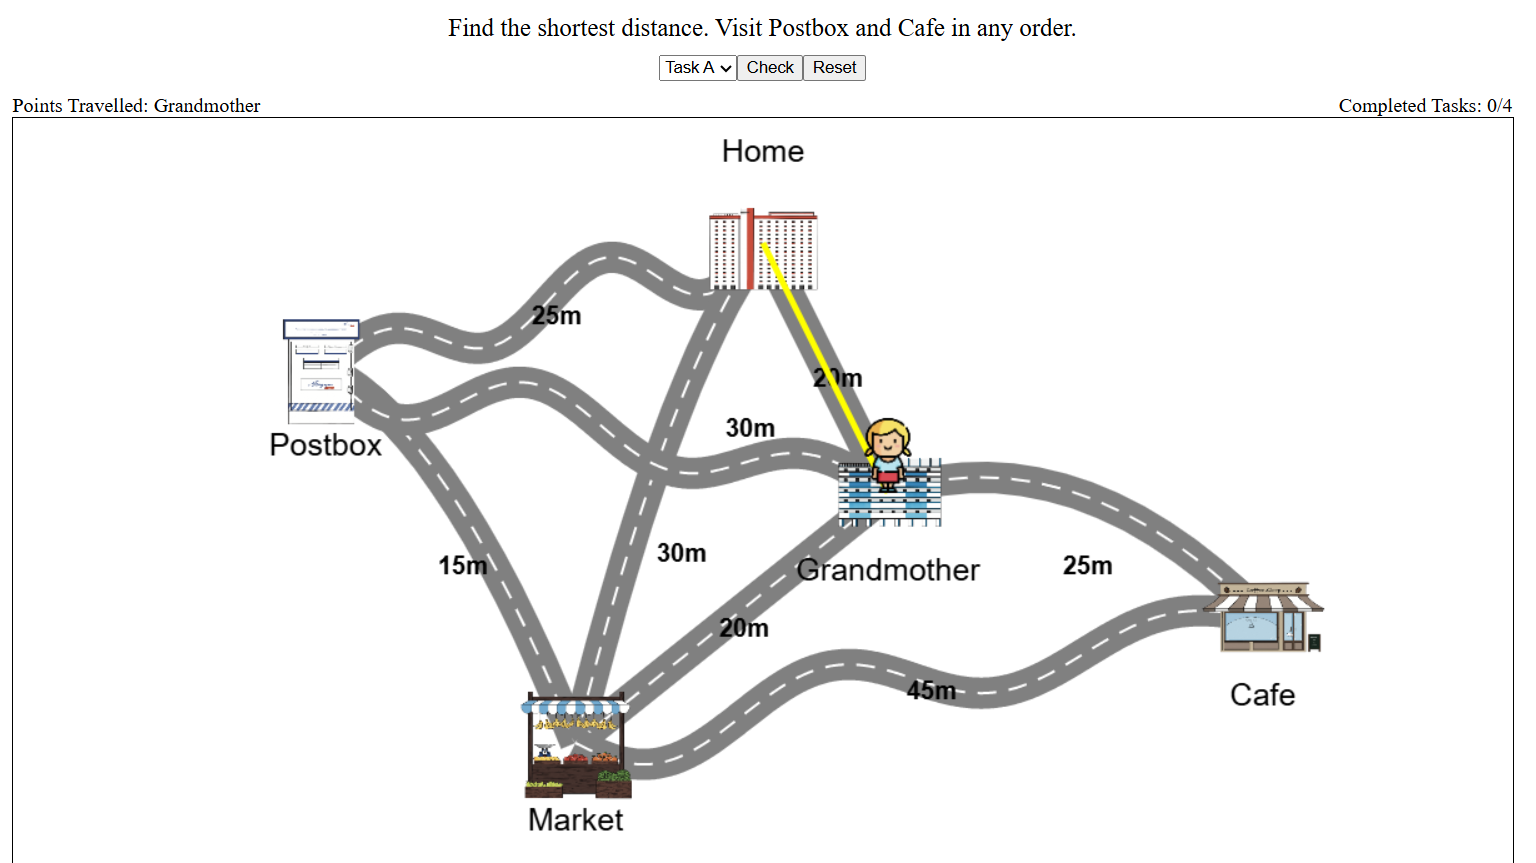 Find the shortest distance. Visit Postbox and Cafe in any order.
Task A Check Reset
Points Travelled: Grandmother
Completed Tasks: 0/4
Home
25m
20m
30m
Postbox
15m
30m
Grandmother
25m
20m
45m
Cafe
Market